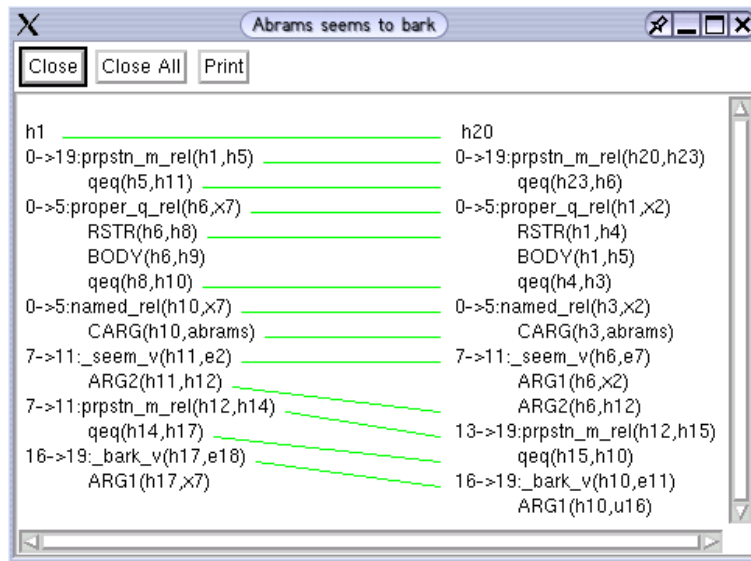 Abrams seems to bark
Close Close All Print
h1 h20
0->19:prpstn_m_rel(h1,h5) 0->19:prpstn_m_rel(h20,h23)
qeq(h5,h11) qeq(h23,h6)
0->5:proper_q_rel(h6,x7) 0->5:proper_q_rel(h1,x2)
RSTR(h6,h8) RSTR(h1,h4)
BODY(h6,h9) BODY(h1,h5)
qeq(h8,h10) qeq(h4,h3)
0->5:named_rel(h10,x7) 0->5:named_rel(h3,x2)
CARG(h10,abrams) CARG(h3,abrams)
7->11:_seem_v(h11,e2) 7->11:_seem_v(h6,e7)
ARG2(h11,h12) ARG1(h6,x2)
7->11:prpstn_m_rel(h12,h14) ARG2(h6,h12)
qeq(h14,h17) 13->19:prpstn_m_rel(h12,h15)
16->19:_bark_v(h17,e18) qeq(h15,h10)
ARG1(h17,x7) 16->19:_bark_v(h10,e11)
ARG1(h10,u16)